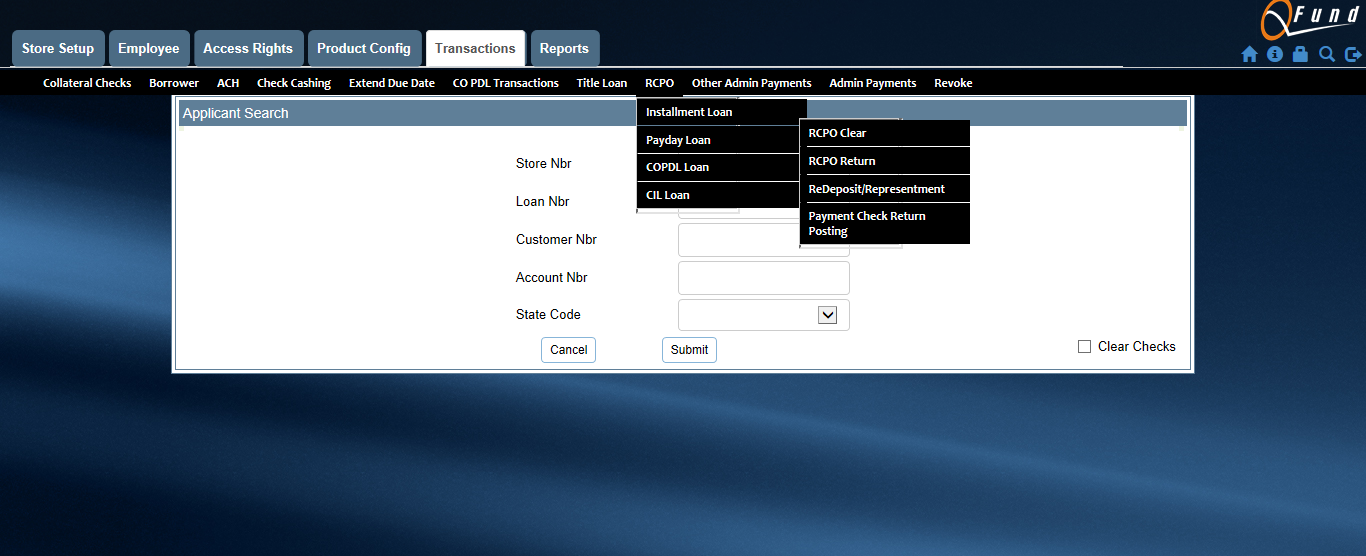 QFund
Store Setup
Employee
Access Rights
Product Config
Transactions
Reports
Collateral Checks
Borrower
ACH
Check Cashing
Extend Due Date
CO PDL Transactions
Title Loan
RCPO
Other Admin Payments
Admin Payments
Revoke
Applicant Search
Installment Loan
Payday Loan
COPDL Loan
CIL Loan
RCPO Clear
RCPO Return
ReDeposit/Representment
Payment Check Return
Posting
Store Nbr
Loan Nbr
Customer Nbr
Account Nbr
State Code
Cancel
Submit
Clear Checks